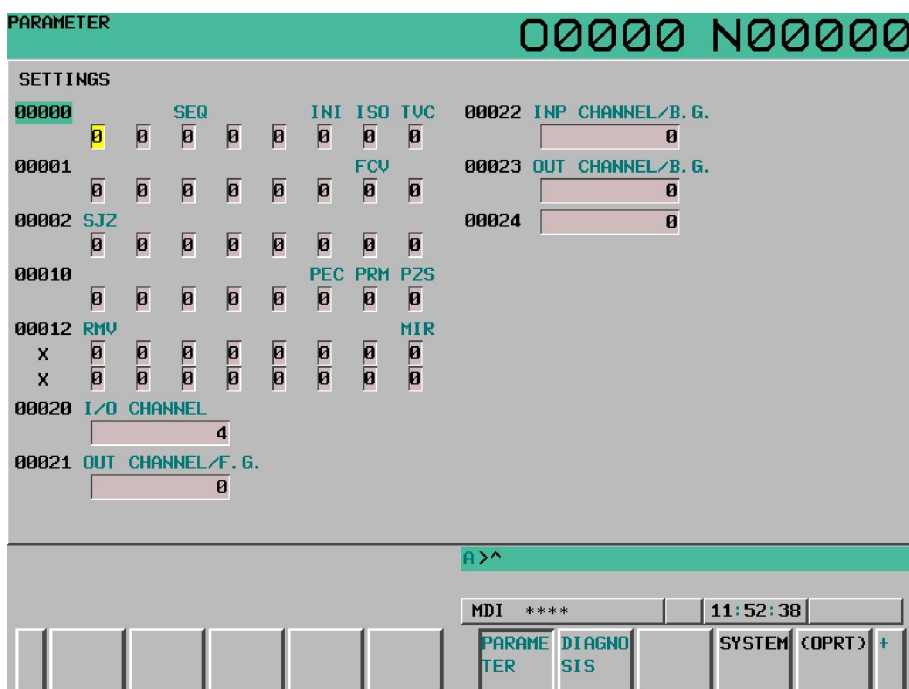 PARAMETER
O0000 N00000
SETTINGS
00000 SEQ INI ISO TVC
0 0 0 0 0 0 0 0
00001 FCV
0 0 0 0 0 0 0 0
00002 SJZ
0 0 0 0 0 0 0 0
00010 PEC PRM PZS
0 0 0 0 0 0 0 0
00012 RMV MIR
X 0 0 0 0 0 0 0 0
X 0 0 0 0 0 0 0 0
00020 I/O CHANNEL
4
00021 OUT CHANNEL/F.G.
0
00022 INP CHANNEL/B.G.
0
00023 OUT CHANNEL/B.G.
0
00024 0
A>^
MDI ****
11:52:38
PARAME
TER
DIAGNO
SIS
SYSTEM
(OPRT)
+